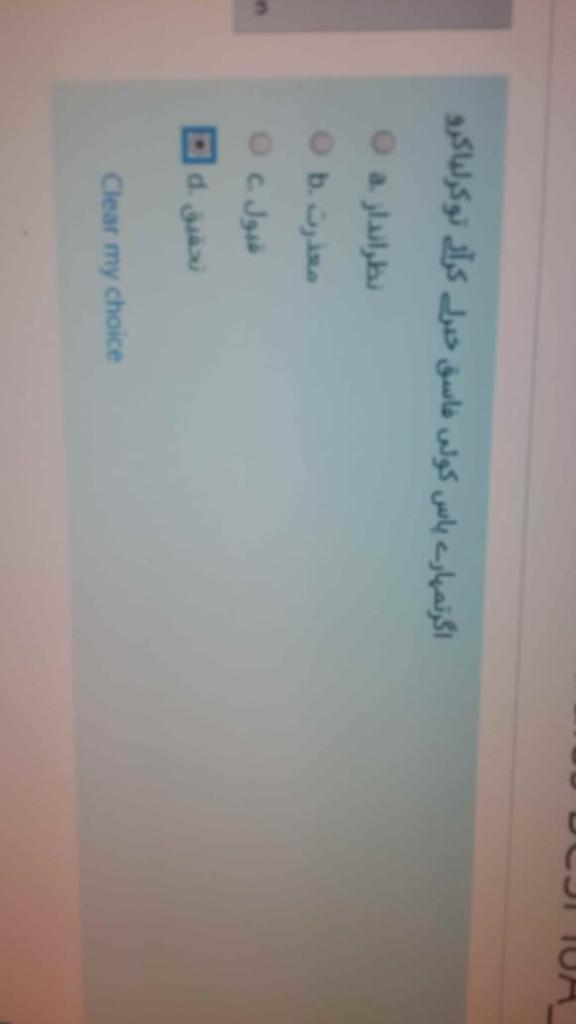 اگرتمہارے پاس کوئی فاسق خبرلے کرآئے توکرلیاکرو
a. نظرانداز
b. معذرت
c. قبول
d. تحقیق
Clear my choice